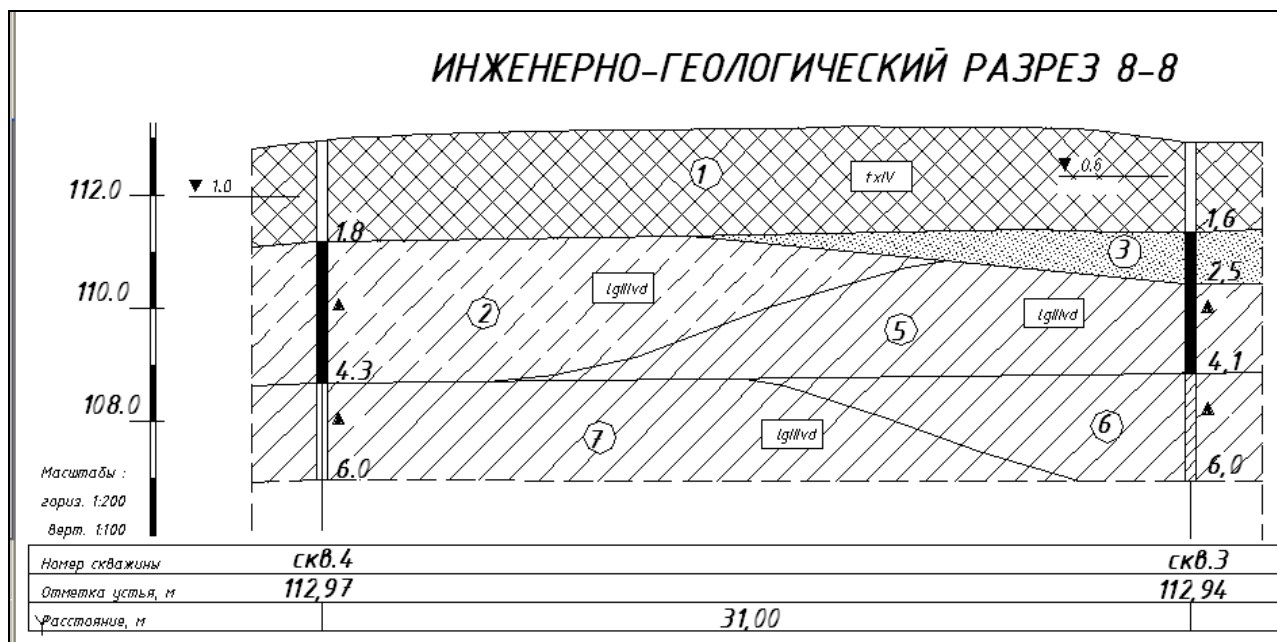 ИНЖЕНЕРНО-ГЕОЛОГИЧЕСКИЙ РАЗРЕЗ 8-8
1
txIV
0.6
112.0
1.0
1.8
1,6
3
2,5
110.0
lgIIIvd
2
lgIIIvd
5
4.3
4,1
108.0
7
lgIIIvd
6
6.0
6,0
Масштабы :
гориз. 1:200
верт. 1:100
Номер скважины скв.4 скв.3
Отметка устья, м 112,97 112,94
Расстояние, м 31,00